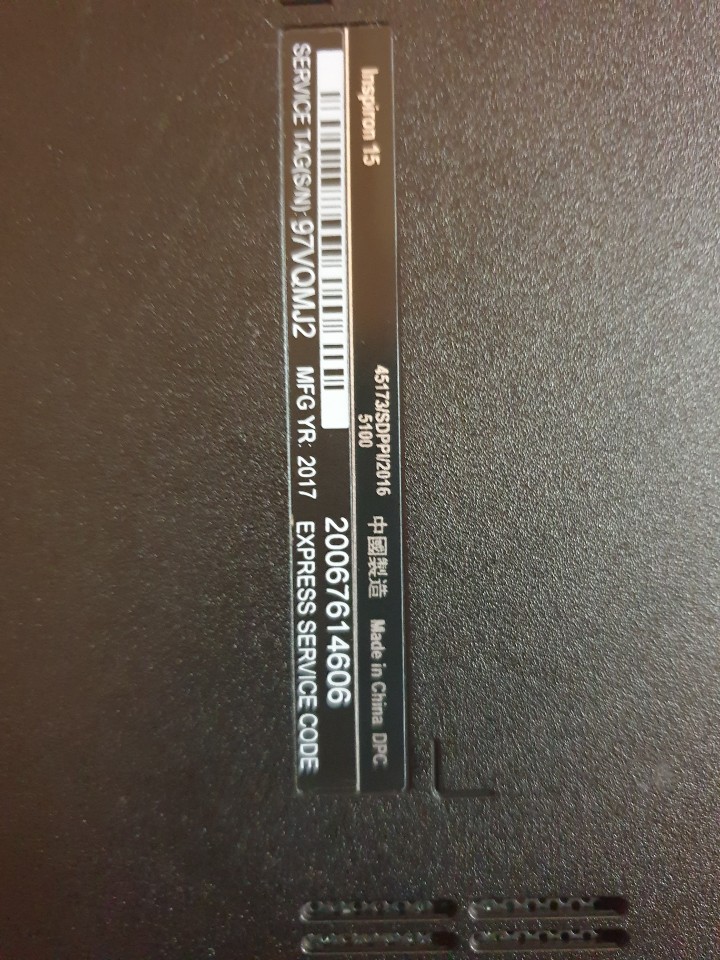 Inspiron 15
45173/SDPPI/2016
5100
中國製造 Made in China DPC
20067614606
SERVICE TAG(S/N): 97VQMJ2 MFG YR: 2017 EXPRESS SERVICE CODE